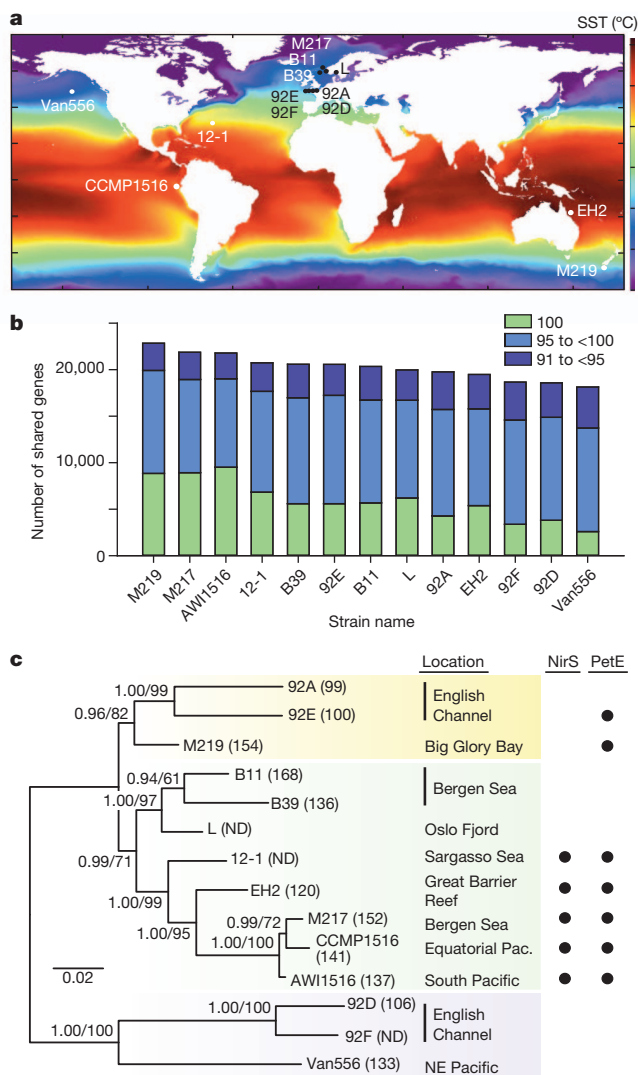 a
SST (ºC)
M217
B11
B39
L
Van556
92E
92A
92F
92D
12-1
CCMP1516
EH2
M219
b
100
95 to <100
91 to <95
Number of shared genes
20,000
10,000
0
M219
M217
AWI1516
12-1
B39
92E
B11
L
92A
EH2
92F
92D
Van556
Strain name
c
Location
NirS
PetE
1.00/99
92A (99)
English
Channel
0.96/82
92E (100)
M219 (154)
Big Glory Bay
0.94/61
B11 (168)
Bergen Sea
1.00/97
B39 (136)
L (ND)
Oslo Fjord
0.99/71
12-1 (ND)
Sargasso Sea
1.00/99
EH2 (120)
Great Barrier
Reef
1.00/95
0.99/72
M217 (152)
Bergen Sea
1.00/100
CCMP1516
(141)
Equatorial Pac.
0.02
AWI1516 (137)
South Pacific
1.00/100
92D (106)
English
Channel
1.00/100
92F (ND)
Van556 (133)
NE Pacific